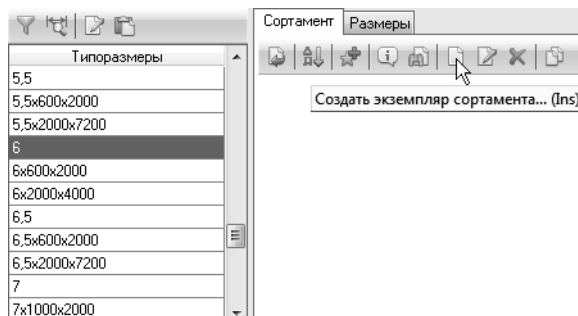 Сортамент Размеры
Типоразмеры
Создать экземпляр сортамента... (Ins)
5,5
5,5x600x2000
5,5x2000x7200
6
6x600x2000
6x2000x4000
6,5
6,5x600x2000
6,5x2000x7200
7
7x1000x2000